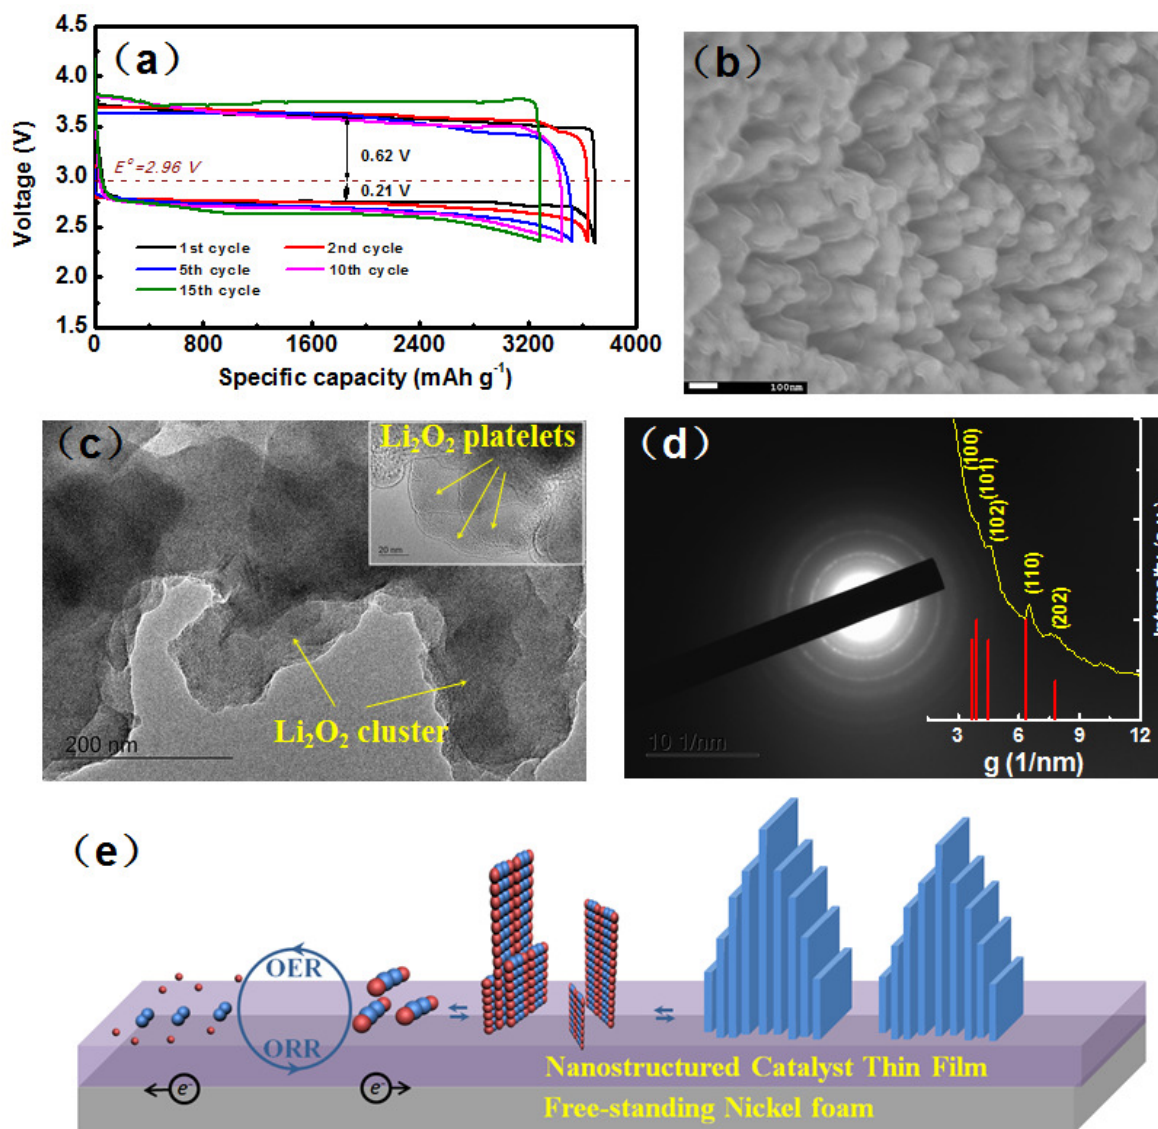 (a)
4.5
4.0
3.5
3.0
2.5
2.0
1.5
Voltage (V)
0.62 V
E°=2.96 V
0.21 V
1st cycle
2nd cycle
5th cycle
10th cycle
15th cycle
0 800 1600 2400 3200 4000
Specific capacity (mAh g⁻¹)
(b)
100nm
(c)
Li₂O₂ platelets
20 nm
Li₂O₂ cluster
200 nm
(d)
(100)
(101)
(102)
(110)
(202)
10 1/nm
3 6 9 12
g (1/nm)
(e)
OER
ORR
e⁻
e⁻
Nanostructured Catalyst Thin Film
Free-standing Nickel foam